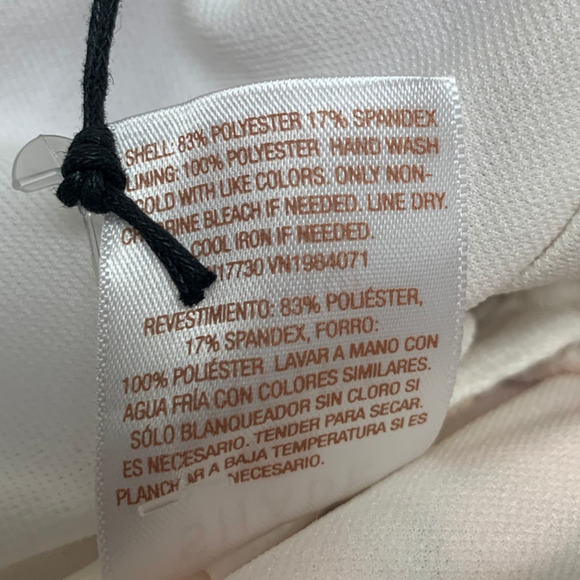 SHELL: 83% POLYESTER 17% SPANDEX
LINING: 100% POLYESTER HAND WASH
COLD WITH LIKE COLORS. ONLY NON-
CHLORINE BLEACH IF NEEDED. LINE DRY.
COOL IRON IF NEEDED.
17730 VN1984071
REVESTIMIENTO: 83% POLIÉSTER,
17% SPANDEX, FORRO:
100% POLIÉSTER LAVAR A MANO CON
AGUA FRÍA CON COLORES SIMILARES.
SÓLO BLANQUEADOR SIN CLORO SI
ES NECESARIO. TENDER PARA SECAR.
PLANCHAR A BAJA TEMPERATURA SI ES
NECESARIO.